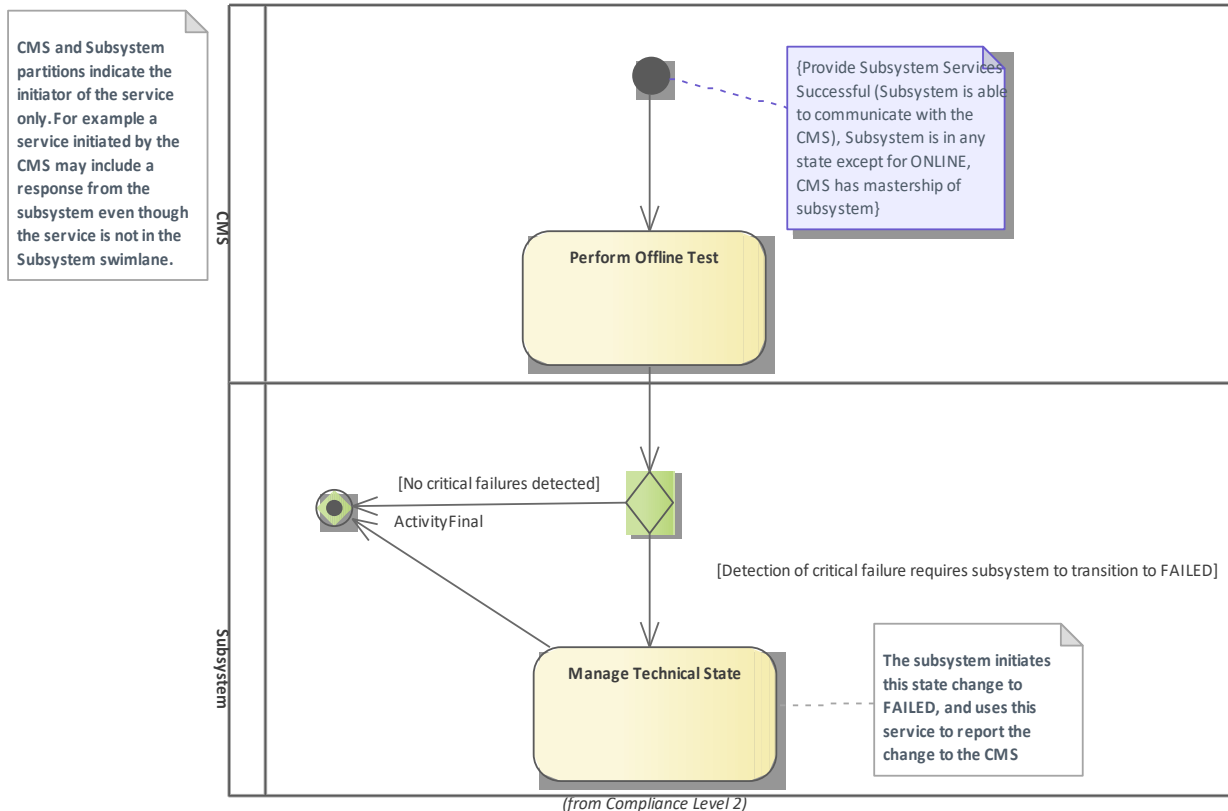 CMS and Subsystem
partitions indicate the
initiator of the service
only. For example a
service initiated by the
CMS may include a
response from the
subsystem even though
the service is not in the
Subsystem swimlane.
CMS
{Provide Subsystem Services
Successful (Subsystem is able
to communicate with the
CMS), Subsystem is in any
state except for ONLINE,
CMS has mastership of
subsystem}
Perform Offline Test
Subsystem
[No critical failures detected]
ActivityFinal
[Detection of critical failure requires subsystem to transition to FAILED]
Manage Technical State
The subsystem initiates
this state change to
FAILED, and uses this
service to report the
change to the CMS
(from Compliance Level 2)